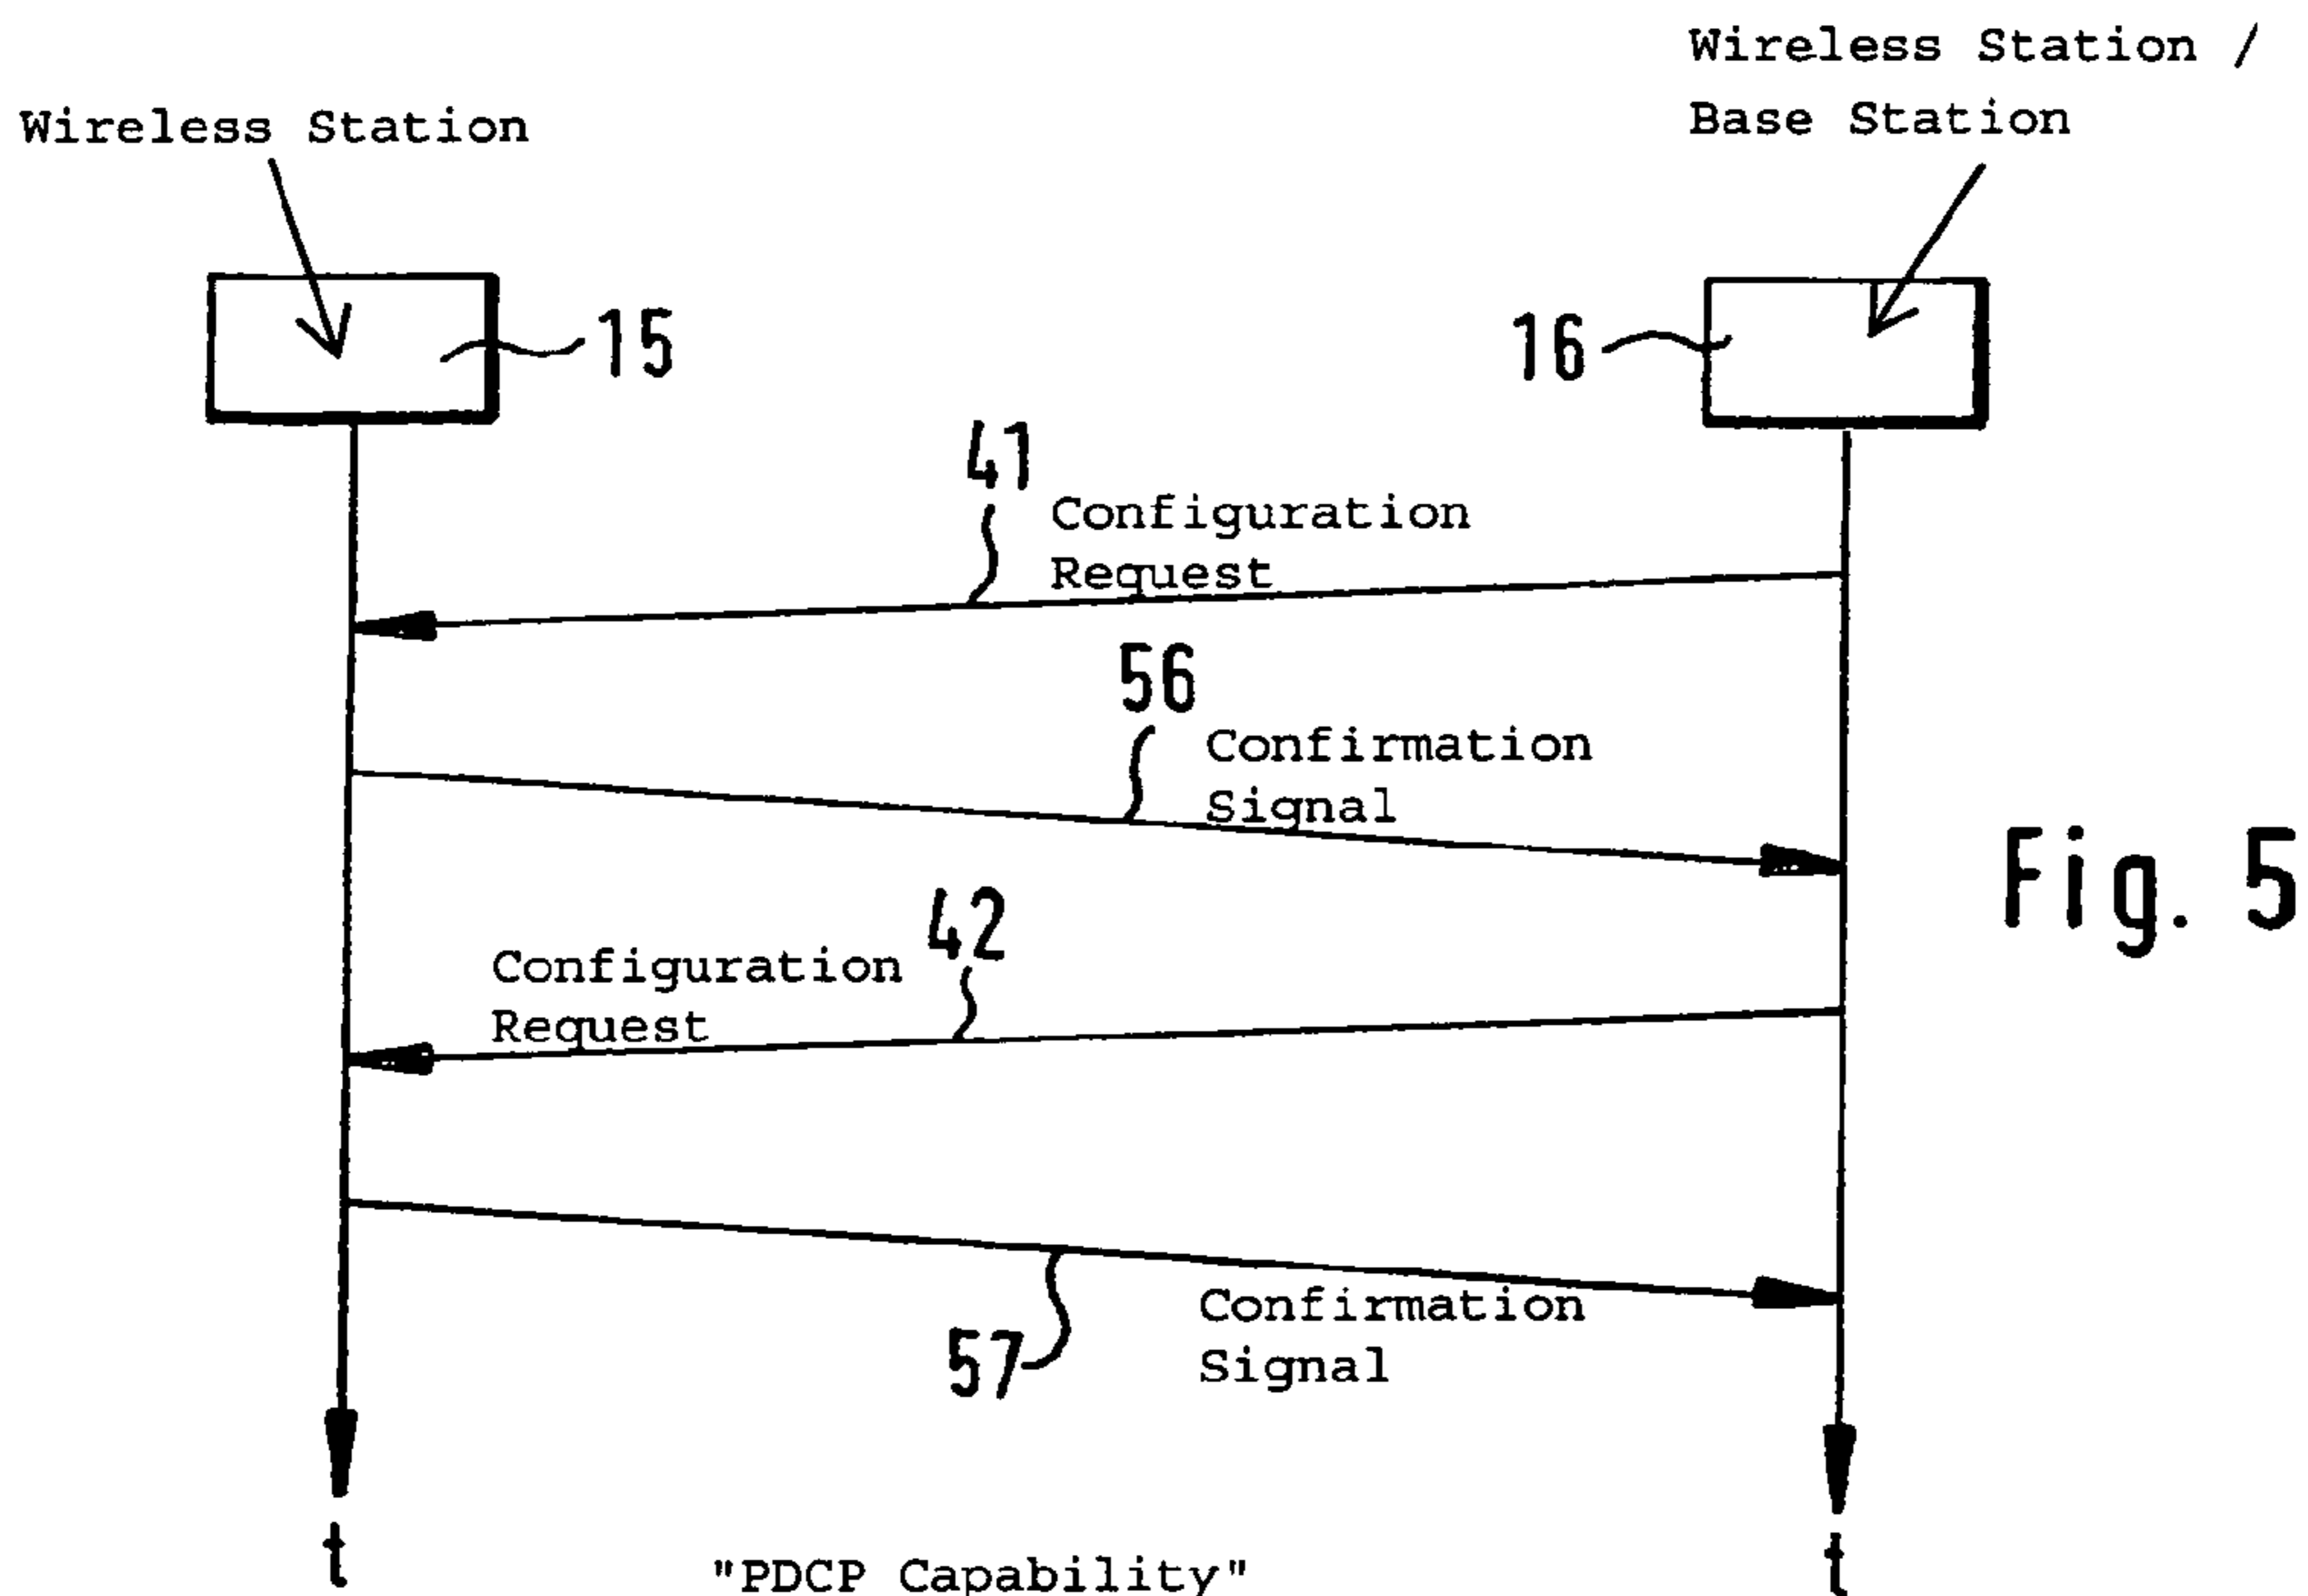 Wireless Station /
Base Station
Wireless Station
15
16
41
Configuration
Request
56
Confirmation
Signal
Fig. 5
42
Configuration
Request
57
Confirmation
Signal
t
t
"PDCP Capability"